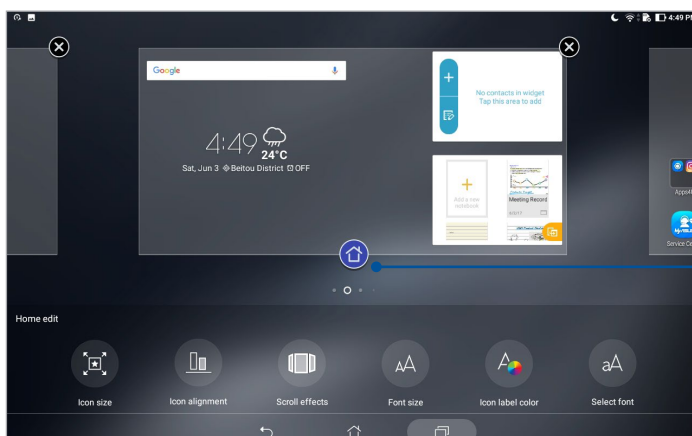 4:49 PM
Google
4:49
24°C
Sat, Jun 3 Beitou District OFF
No contacts in widget
Tap this area to add
Add a new
notebook
Meeting Record
Service Ce
Home edit
Icon size
Icon alignment
Scroll effects
Font size
Icon label color
Select font